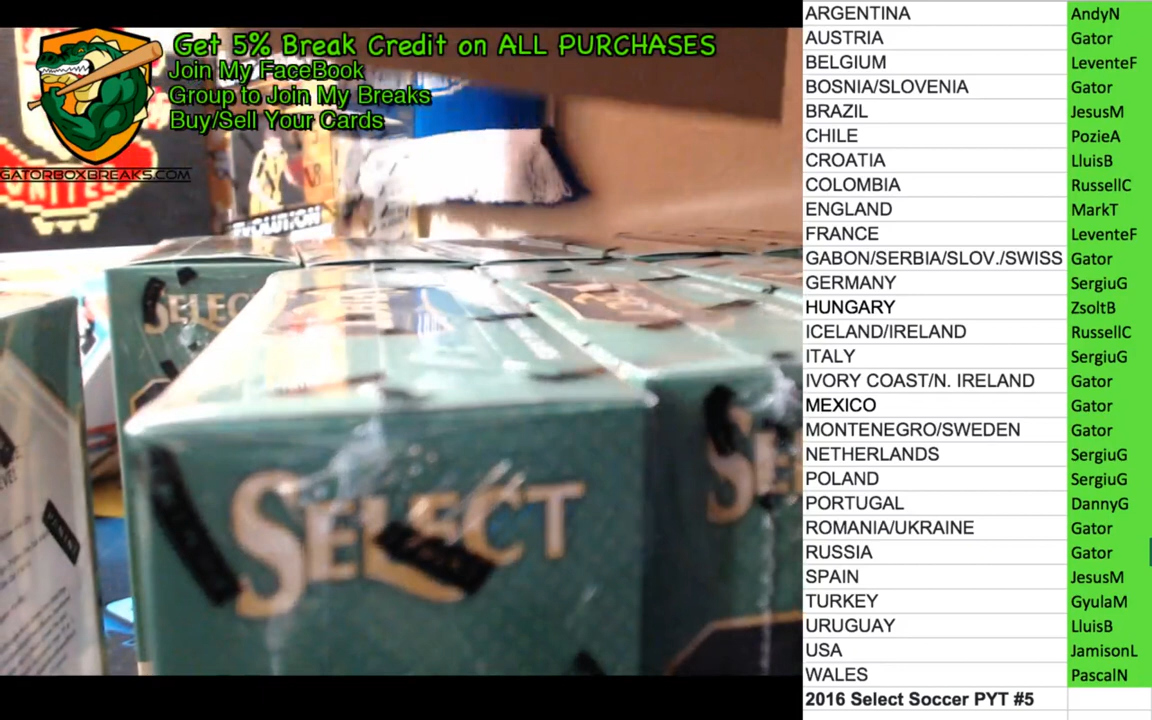 Get 5% Break Credit on ALL PURCHASES
Join My FaceBook
Group to Join My Breaks
Buy/Sell Your Cards
GATORBOXBREAKS.COM
EVOLUTION
SELECT
SELECT
ARGENTINA AndyN
AUSTRIA Gator
BELGIUM LeventeF
BOSNIA/SLOVENIA Gator
BRAZIL JesusM
CHILE PozieA
CROATIA LluisB
COLOMBIA RussellC
ENGLAND MarkT
FRANCE LeventeF
GABON/SERBIA/SLOV./SWISS Gator
GERMANY SergiuG
HUNGARY ZsoltB
ICELAND/IRELAND RussellC
ITALY SergiuG
IVORY COAST/N. IRELAND Gator
MEXICO Gator
MONTENEGRO/SWEDEN Gator
NETHERLANDS SergiuG
POLAND SergiuG
PORTUGAL DannyG
ROMANIA/UKRAINE Gator
RUSSIA Gator
SPAIN JesusM
TURKEY GyulaM
URUGUAY LluisB
USA JamisonL
WALES PascalN
2016 Select Soccer PYT #5